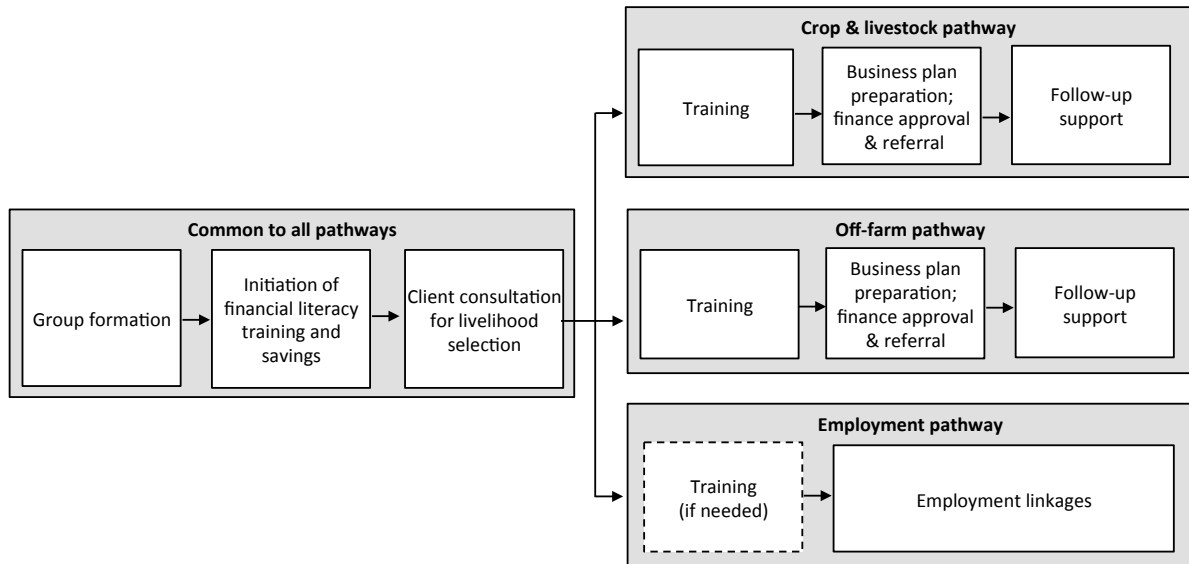 Common to all pathways
Group formation
Initiation of
financial literacy
training and
savings
Client consultation
for livelihood
selection
Crop & livestock pathway
Training
Business plan
preparation;
finance approval
& referral
Follow-up
support
Off-farm pathway
Training
Business plan
preparation;
finance approval
& referral
Follow-up
support
Employment pathway
Training
(if needed)
Employment linkages